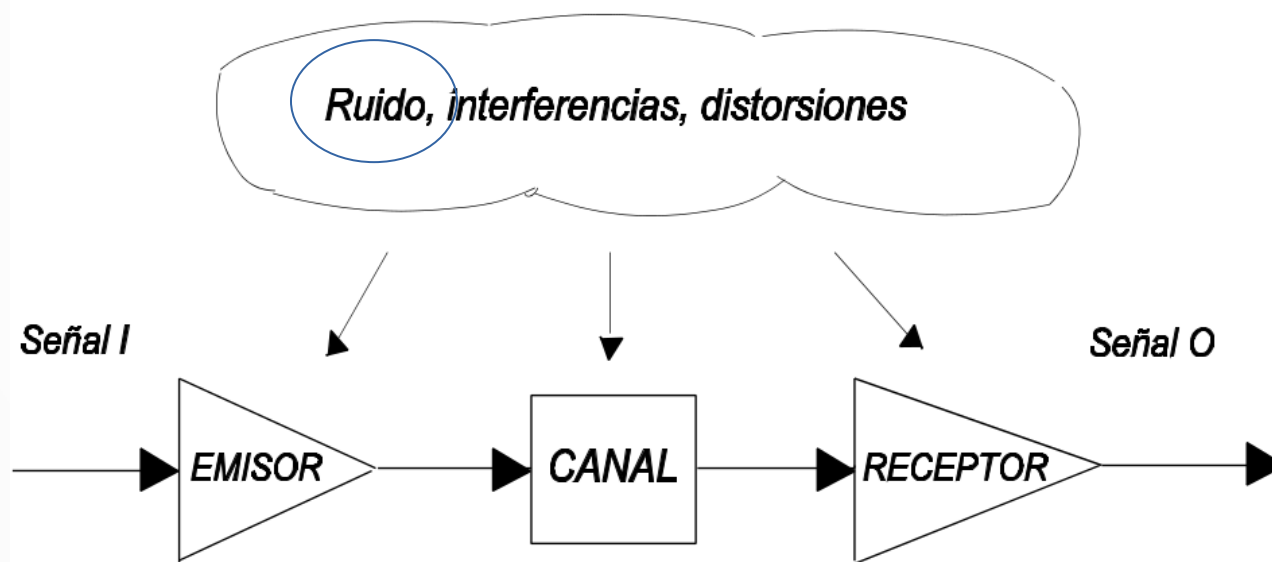 Ruido, interferencias, distorsiones
Señal I
Señal O
EMISOR
CANAL
RECEPTOR